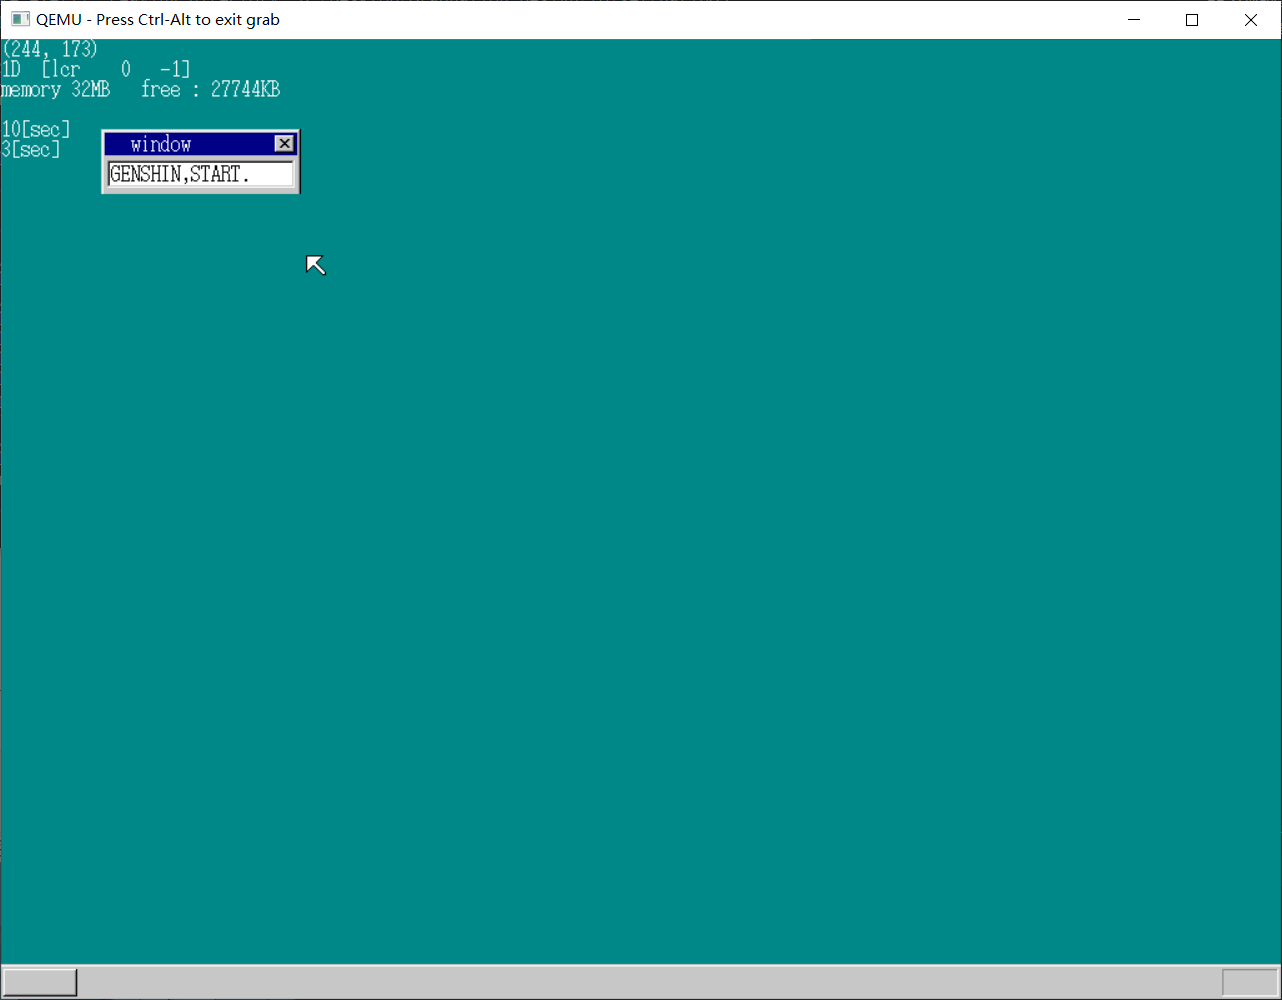 QEMU - Press Ctrl-Alt to exit grab
(244, 173)
1D [lcr 0 -1]
memory 32MB free : 27744KB
10[sec]
3[sec]
window
GENSHIN,START.